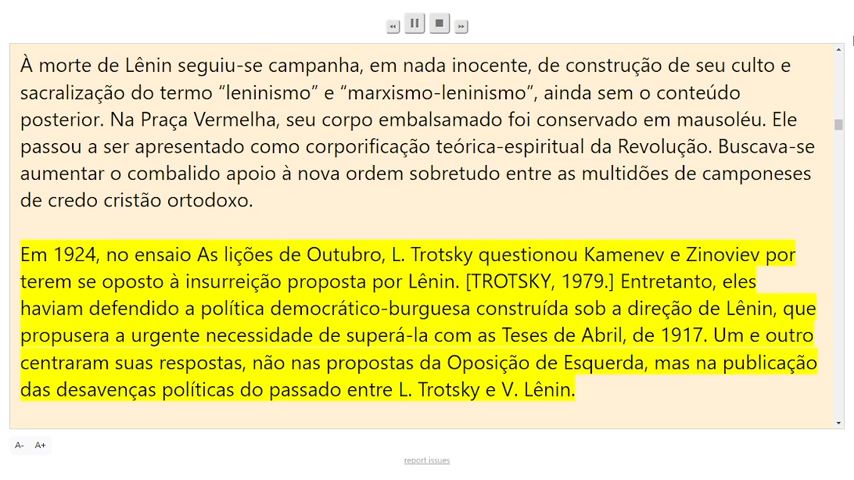 À morte de Lênin seguiu-se campanha, em nada inocente, de construção de seu culto e
sacralização do termo “leninismo” e “marxismo-leninismo”, ainda sem o conteúdo
posterior. Na Praça Vermelha, seu corpo embalsamado foi conservado em mausoléu. Ele
passou a ser apresentado como corporificação teórica-espiritual da Revolução. Buscava-se
aumentar o combalido apoio à nova ordem sobretudo entre as multidões de camponeses
de credo cristão ortodoxo.
Em 1924, no ensaio As lições de Outubro, L. Trotsky questionou Kamenev e Zinoviev por
terem se oposto à insurreição proposta por Lênin. [TROTSKY, 1979.] Entretanto, eles
haviam defendido a política democrático-burguesa construída sob a direção de Lênin, que
propusera a urgente necessidade de superá-la com as Teses de Abril, de 1917. Um e outro
centraram suas respostas, não nas propostas da Oposição de Esquerda, mas na publicação
das desavenças políticas do passado entre L. Trotsky e V. Lênin.
A- A+
report issues